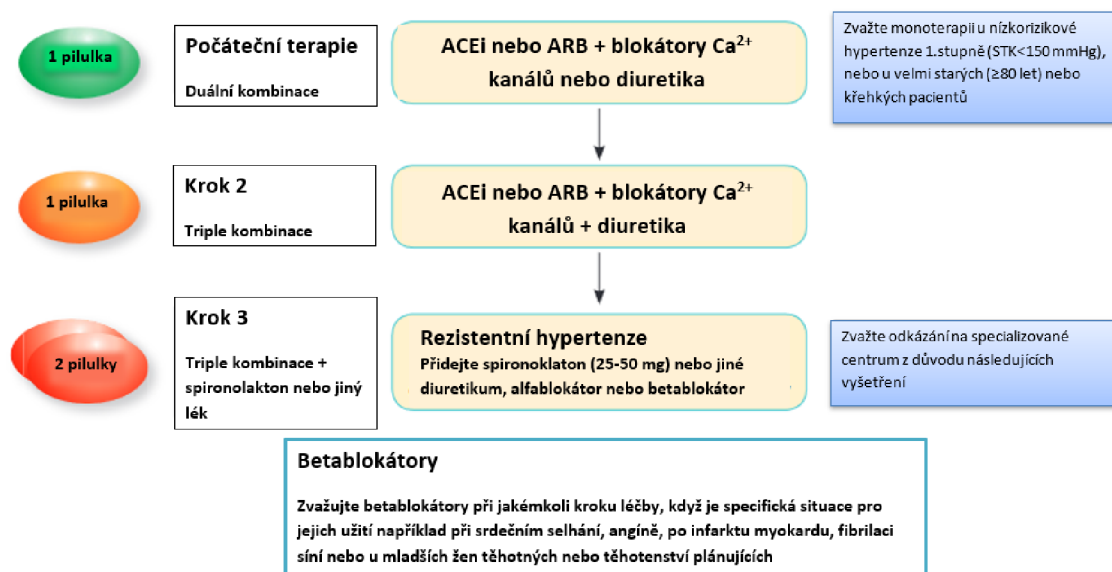 1 pilulka
Počáteční terapie
Duální kombinace
ACEi nebo ARB + blokátory Ca²⁺
kanálů nebo diuretika
Zvažte monoterapii u nízkorizikové
hypertenze 1.stupně (STK<150 mmHg),
nebo u velmi starých (≥80 let) nebo
křehkých pacientů
1 pilulka
Krok 2
Triple kombinace
ACEi nebo ARB + blokátory Ca²⁺
kanálů + diuretika
2 pilulky
Krok 3
Triple kombinace +
spironolakton nebo jiný
lék
Rezistentní hypertenze
Přidejte spironoklaton (25-50 mg) nebo jiné
diuretikum, alfablokátor nebo betablokátor
Zvažte odkázání na specializované
centrum z důvodu následujících
vyšetření
Betablokátory
Zvažujte betablokátory při jakémkoli kroku léčby, když je specifická situace pro
jejich užití například při srdečním selhání, angíně, po infarktu myokardu, fibrilaci
síní nebo u mladších žen těhotných nebo těhotenství plánujících